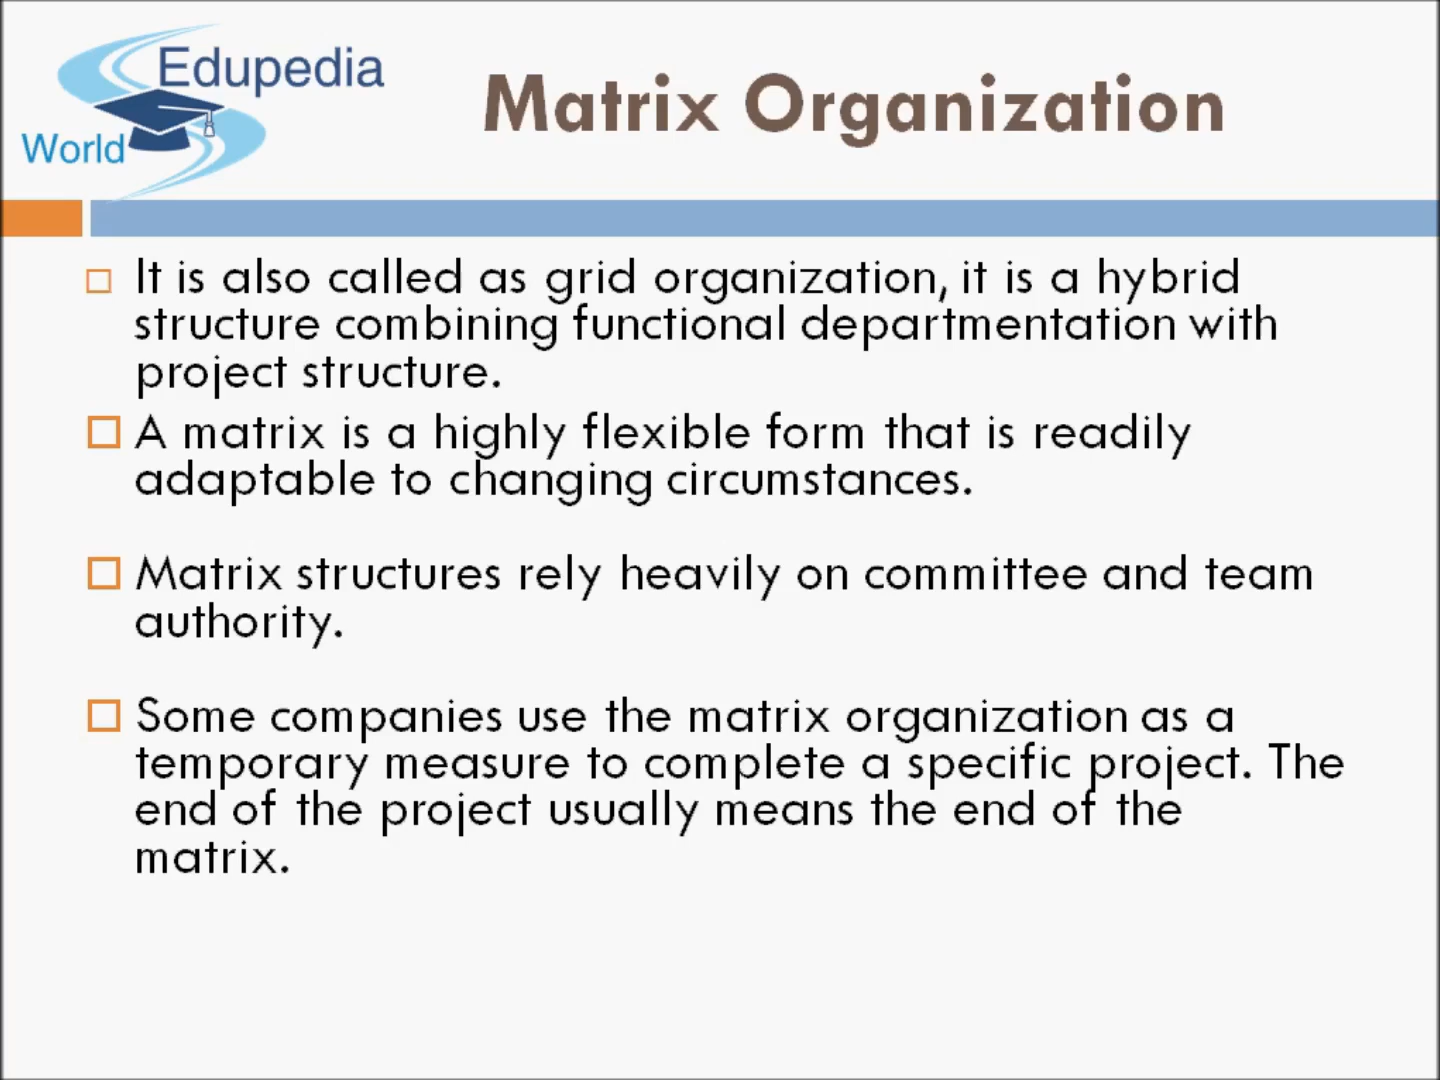 Edupedia
World
Matrix Organization
It is also called as grid organization, it is a hybrid
structure combining functional departmentation with
project structure.
A matrix is a highly flexible form that is readily
adaptable to changing circumstances.
Matrix structures rely heavily on committee and team
authority.
Some companies use the matrix organization as a
temporary measure to complete a specific project. The
end of the project usually means the end of the
matrix.